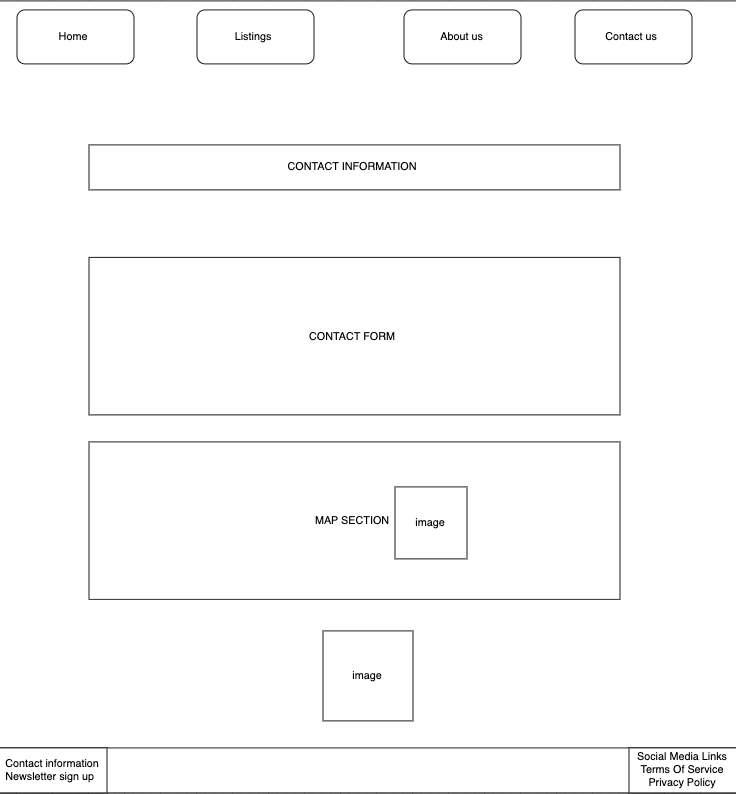 Home
Listings
About us
Contact us
CONTACT INFORMATION
CONTACT FORM
MAP SECTION
image
image
Contact information
Newsletter sign up
Social Media Links
Terms Of Service
Privacy Policy